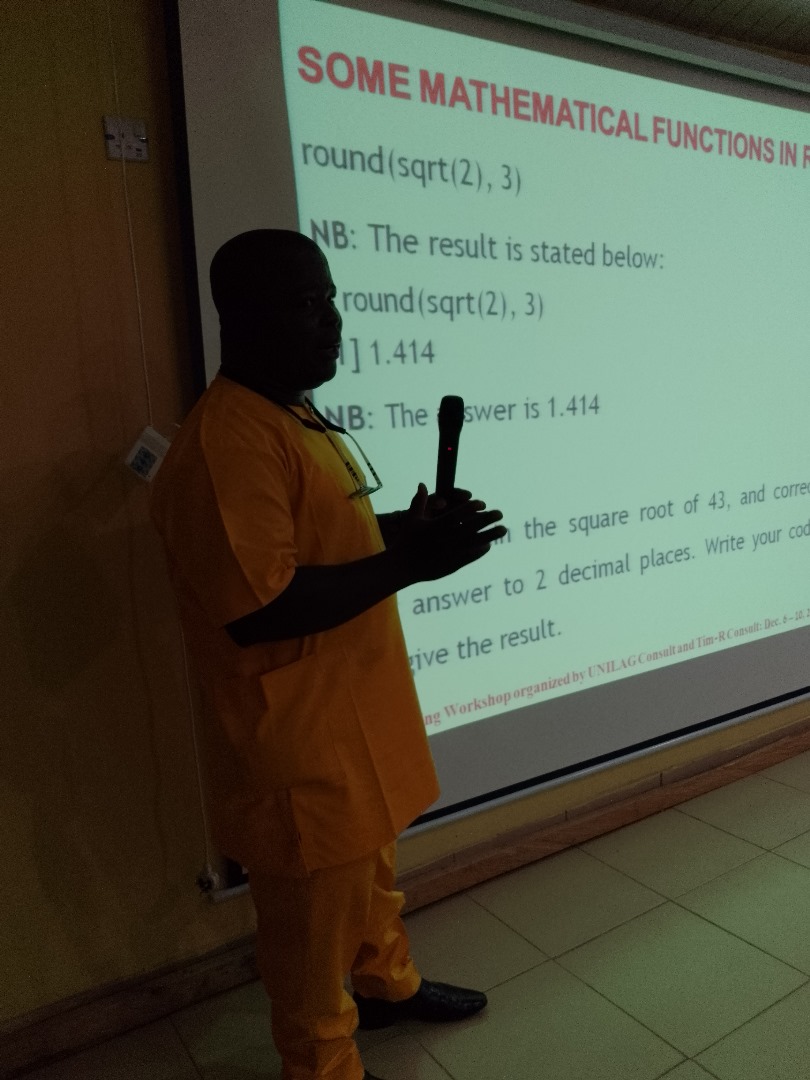 SOME MATHEMATICAL FUNCTIONS IN
round(sqrt(2), 3)
NB: The result is stated below:
round(sqrt(2), 3)
1] 1.414
NB: The answer is 1.414
the square root of 43, and
answer to 2 decimal places. Write your
give the result.
Workshop organized by UNILAG Consult and Tim-R Consult: Dec. 6 – 10,